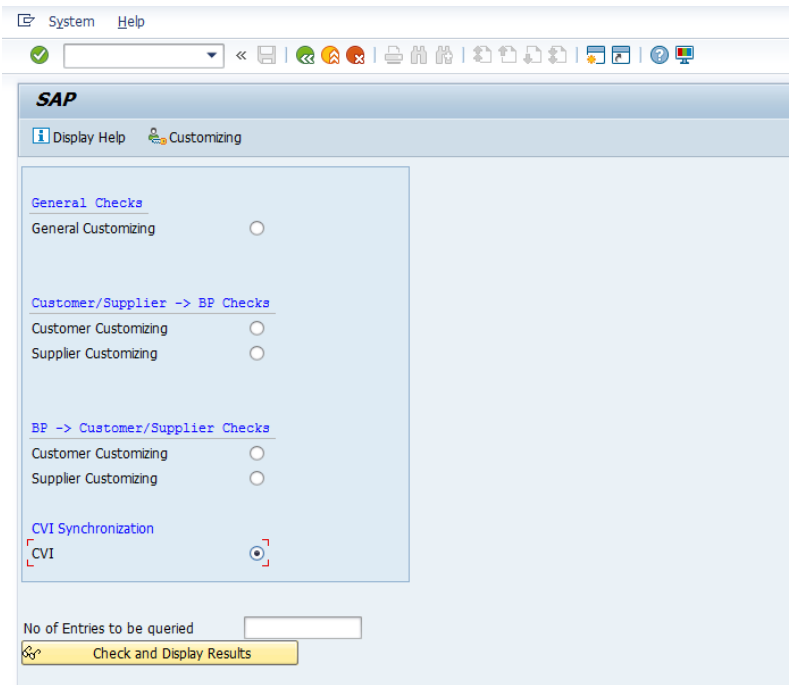 System Help
SAP
Display Help Customizing
General Checks
General Customizing
Customer/Supplier -> BP Checks
Customer Customizing
Supplier Customizing
BP -> Customer/Supplier Checks
Customer Customizing
Supplier Customizing
CVI Synchronization
CVI
No of Entries to be queried
Check and Display Results